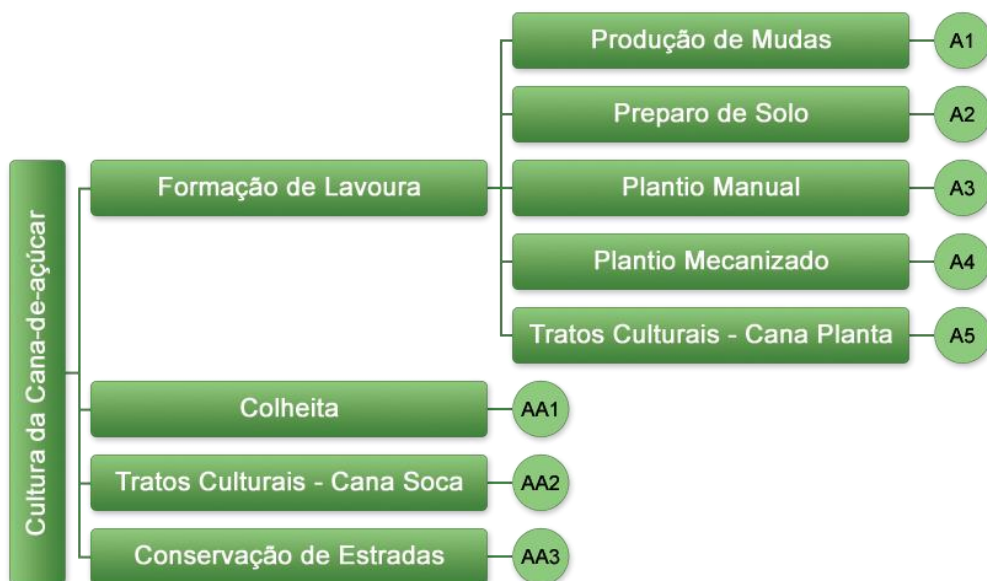 Cultura da Cana-de-açúcar
Formação de Lavoura
Produção de Mudas
A1
Preparo de Solo
A2
Plantio Manual
A3
Plantio Mecanizado
A4
Tratos Culturais - Cana Planta
A5
Colheita
AA1
Tratos Culturais - Cana Soca
AA2
Conservação de Estradas
AA3